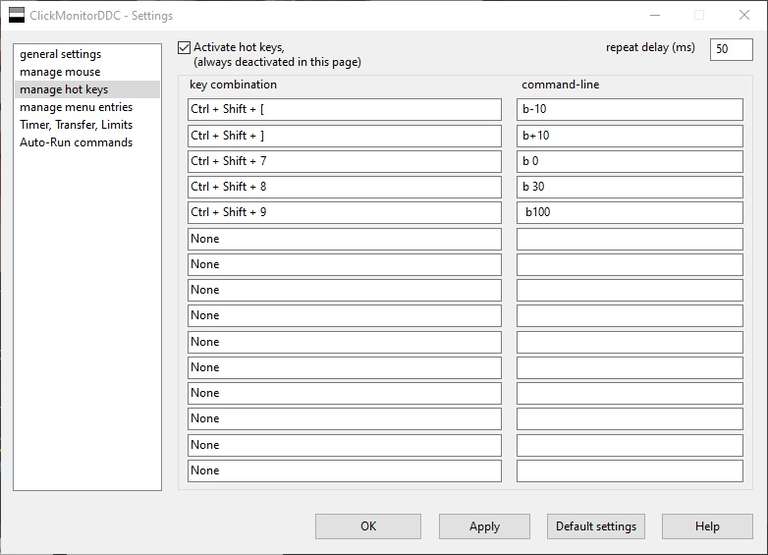 ClickMonitorDDC - Settings
general settings
manage mouse
manage hot keys
manage menu entries
Timer, Transfer, Limits
Auto-Run commands
Activate hot keys,
(always deactivated in this page)
repeat delay (ms) 50
key combination command-line
Ctrl + Shift + [ b-10
Ctrl + Shift + ] b+10
Ctrl + Shift + 7 b 0
Ctrl + Shift + 8 b 30
Ctrl + Shift + 9 b100
None
None
None
None
None
None
None
None
None
None
OK Apply Default settings Help